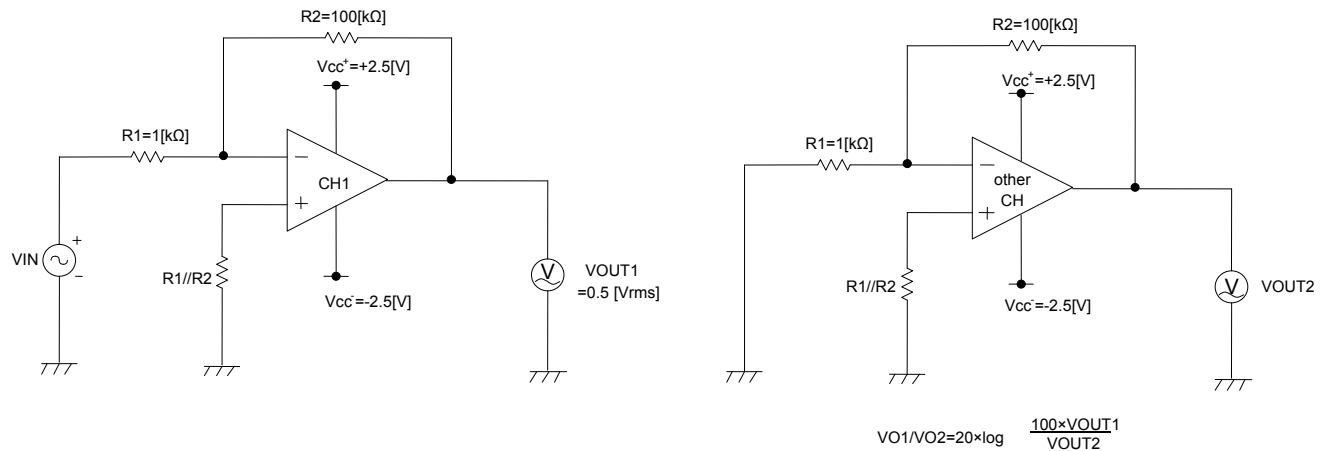 R2=100[kΩ]
Vcc⁺=+2.5[V]
R1=1[kΩ]
−
CH1
+
VIN
+
−
R1//R2
Vcc⁻=-2.5[V]
V
VOUT1
=0.5 [Vrms]
R2=100[kΩ]
Vcc⁺=+2.5[V]
R1=1[kΩ]
−
other
CH
+
R1//R2
Vcc⁻=-2.5[V]
V
VOUT2
VO1/VO2=20×log 100×VOUT1
VOUT2